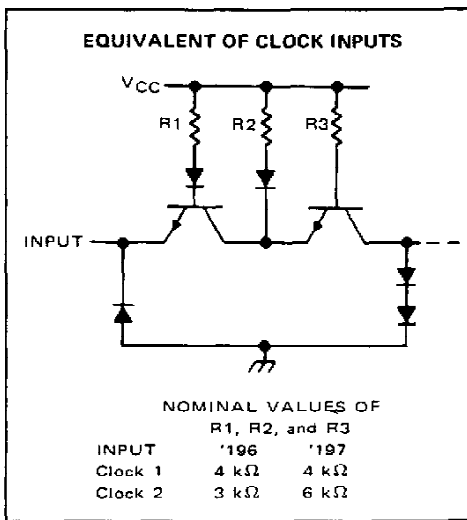 EQUIVALENT OF CLOCK INPUTS
VCC
R1 R2 R3
INPUT
NOMINAL VALUES OF
R1, R2, and R3
INPUT '196 '197
Clock 1 4 kΩ 4 kΩ
Clock 2 3 kΩ 6 kΩ